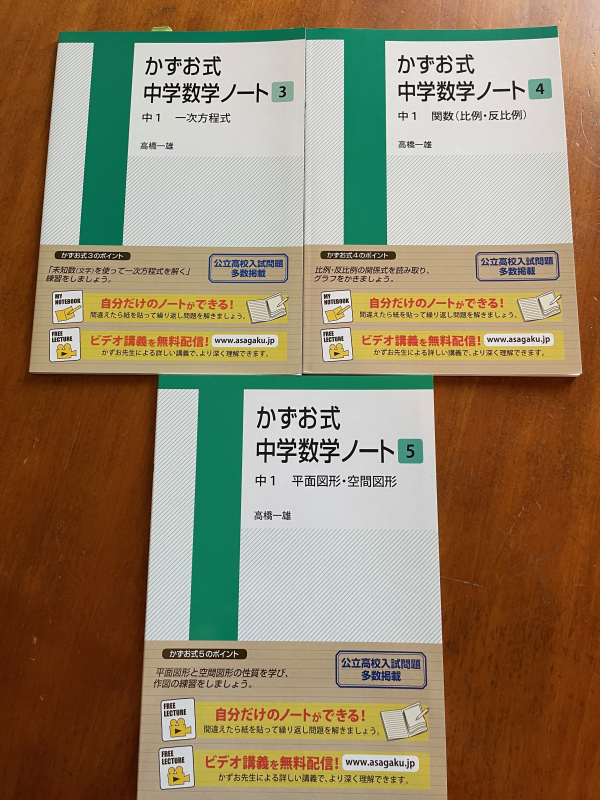 かずお式
中学数学ノート 3
中1 一次方程式
高橋一雄
かずお式3のポイント
「未知数(文字)を使って一次方程式を解く」
練習をしましょう。
公立高校入試問題
多数掲載
MY
NOTEBOOK
自分だけのノートができる!
間違えたら紙を貼って繰り返し問題を解きましょう。
FREE
LECTURE
ビデオ講義を無料配信! www.asagaku.jp
かずお先生による詳しい講義で、より深く理解できます。
かずお式
中学数学ノート 4
中1 関数(比例・反比例)
高橋一雄
かずお式4のポイント
比例・反比例の関係式を読み取り、
グラフをかきましょう。
公立高校入試問題
多数掲載
MY
NOTEBOOK
自分だけのノートができる!
間違えたら紙を貼って繰り返し問題を解きましょう。
FREE
LECTURE
ビデオ講義を無料配信! www.asagaku.jp
かずお先生による詳しい講義で、より深く理解できます。
かずお式
中学数学ノート 5
中1 平面図形・空間図形
高橋一雄
かずお式5のポイント
平面図形と空間図形の性質を学び、
作図の練習をしましょう。
公立高校入試問題
多数掲載
FREE
LECTURE
自分だけのノートができる!
間違えたら紙を貼って繰り返し問題を解きましょう。
FREE
LECTURE
ビデオ講義を無料配信! www.asagaku.jp
かずお先生による詳しい講義で、より深く理解できます。